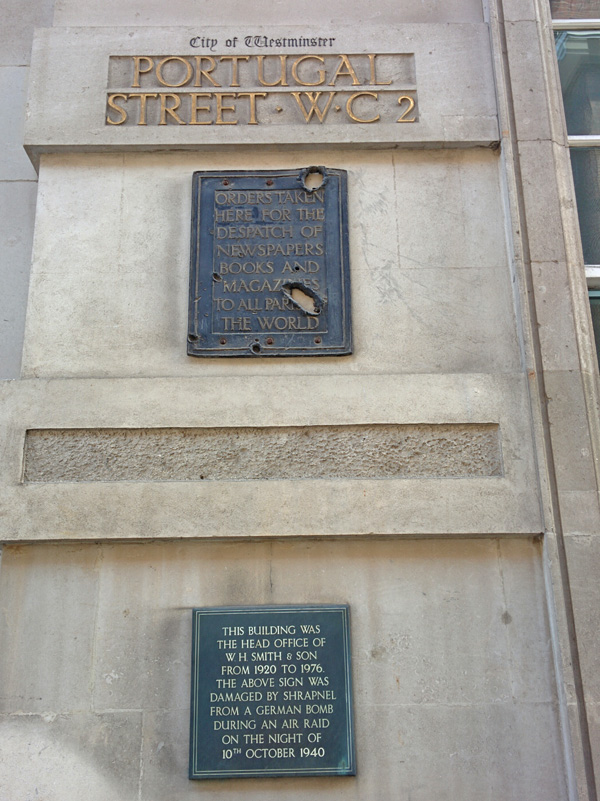 City of Westminster
PORTUGAL
STREET · W · C 2
ORDERS TAKEN
HERE FOR THE
DESPATCH OF
NEWSPAPERS
BOOKS AND
MAGAZINES
TO ALL
THE WORLD
THIS BUILDING WAS
THE HEAD OFFICE OF
W.H. SMITH & SON
FROM 1920 TO 1976.
THE ABOVE SIGN WAS
DAMAGED BY SHRAPNEL
FROM A GERMAN BOMB
DURING AN AIR RAID
ON THE NIGHT OF
10TH OCTOBER 1940